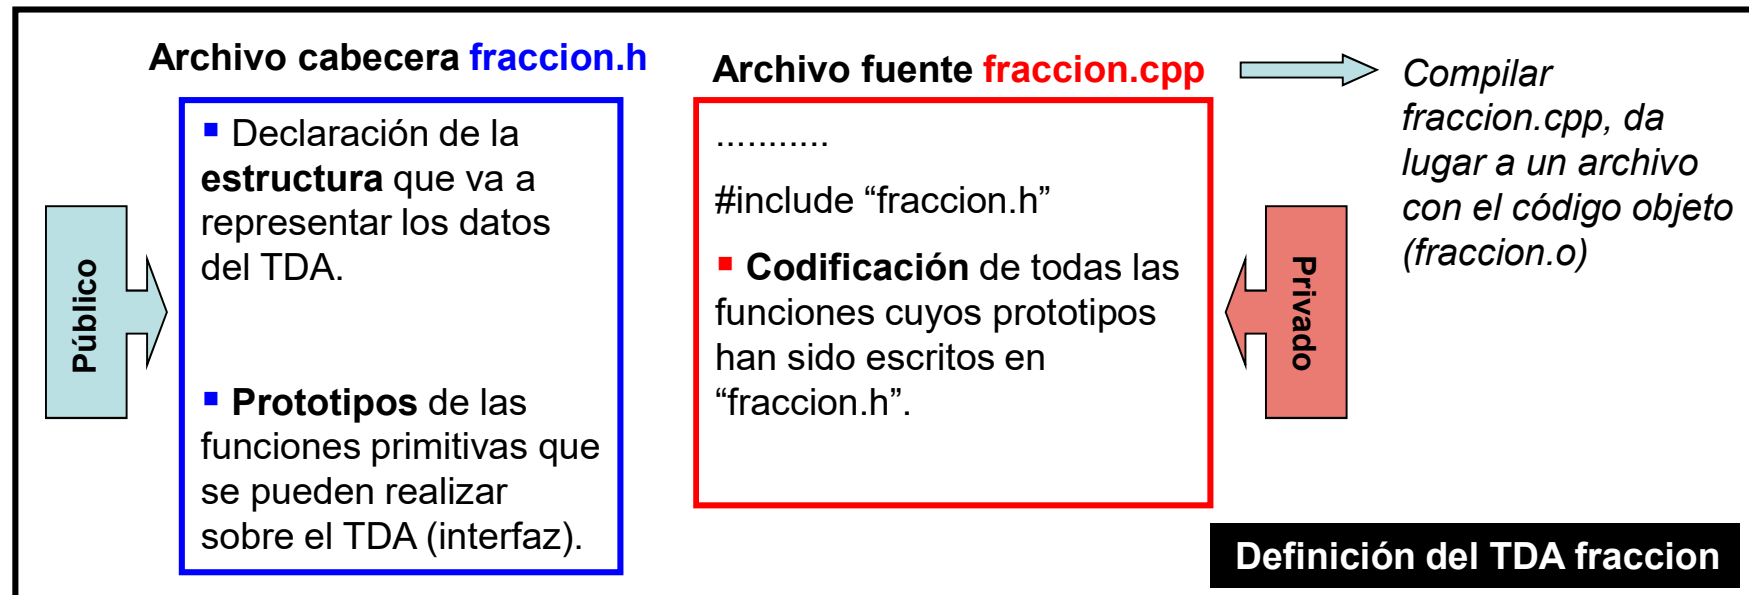 Archivo cabecera fraccion.h
Público
▪ Declaración de la
estructura que va a
representar los datos
del TDA.
▪ Prototipos de las
funciones primitivas que
se pueden realizar
sobre el TDA (interfaz).
Archivo fuente fraccion.cpp
...........
#include “fraccion.h”
▪ Codificación de todas las
funciones cuyos prototipos
han sido escritos en
“fraccion.h”.
Privado
Compilar
fraccion.cpp, da
lugar a un archivo
con el código objeto
(fraccion.o)
Definición del TDA fraccion